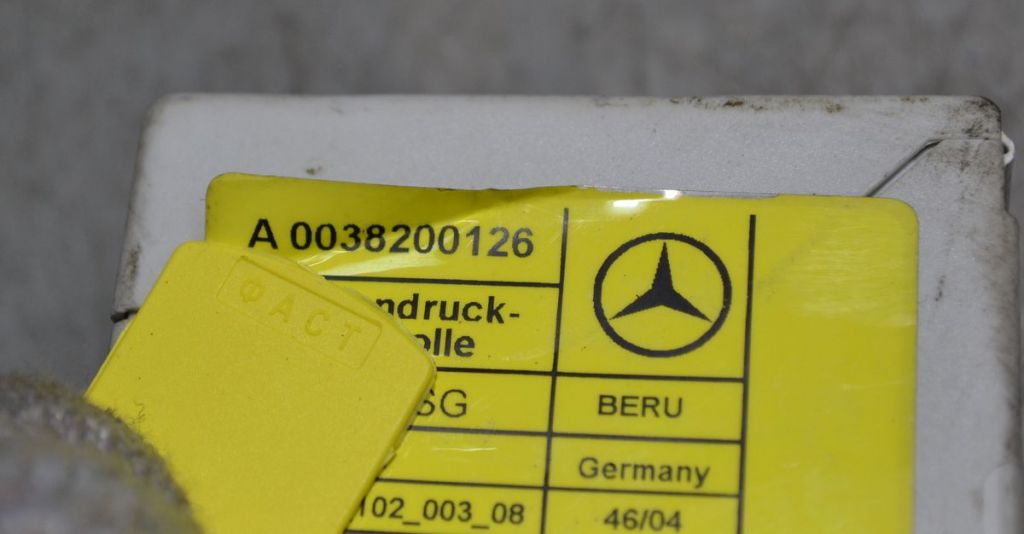 A 0038200126
ФАСТ
ndruck-
olle
SG
BERU
Germany
102_003_08
46/04